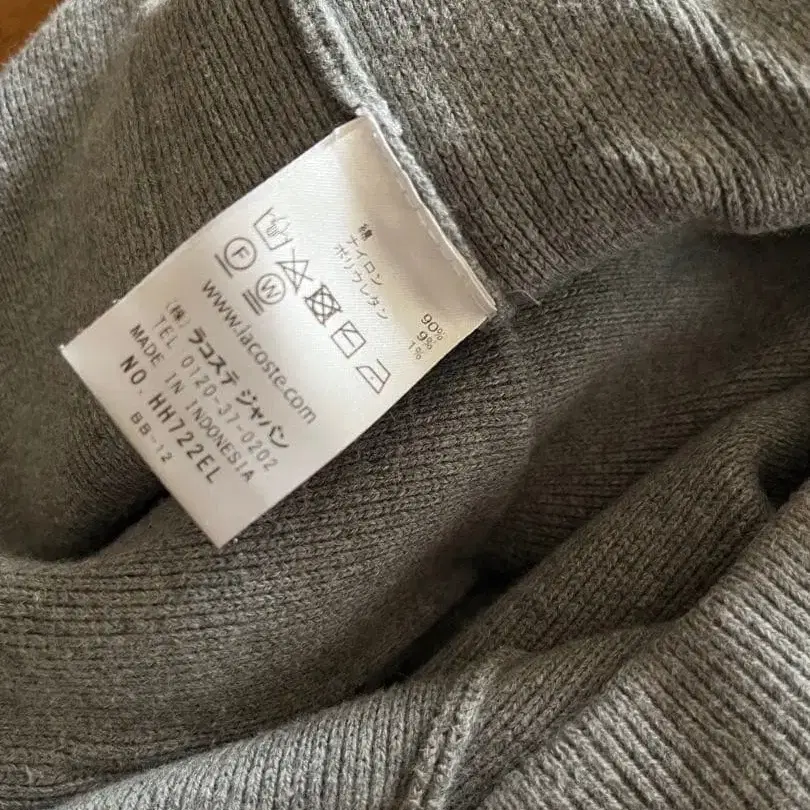 綿 90%
ナイロン 9%
ポリウレタン 1%
F W
www.lacoste.com
(株) ラコステ ジャパン
TEL 0120-37-0202
MADE IN INDONESIA
NO. HH722EL
BB-12